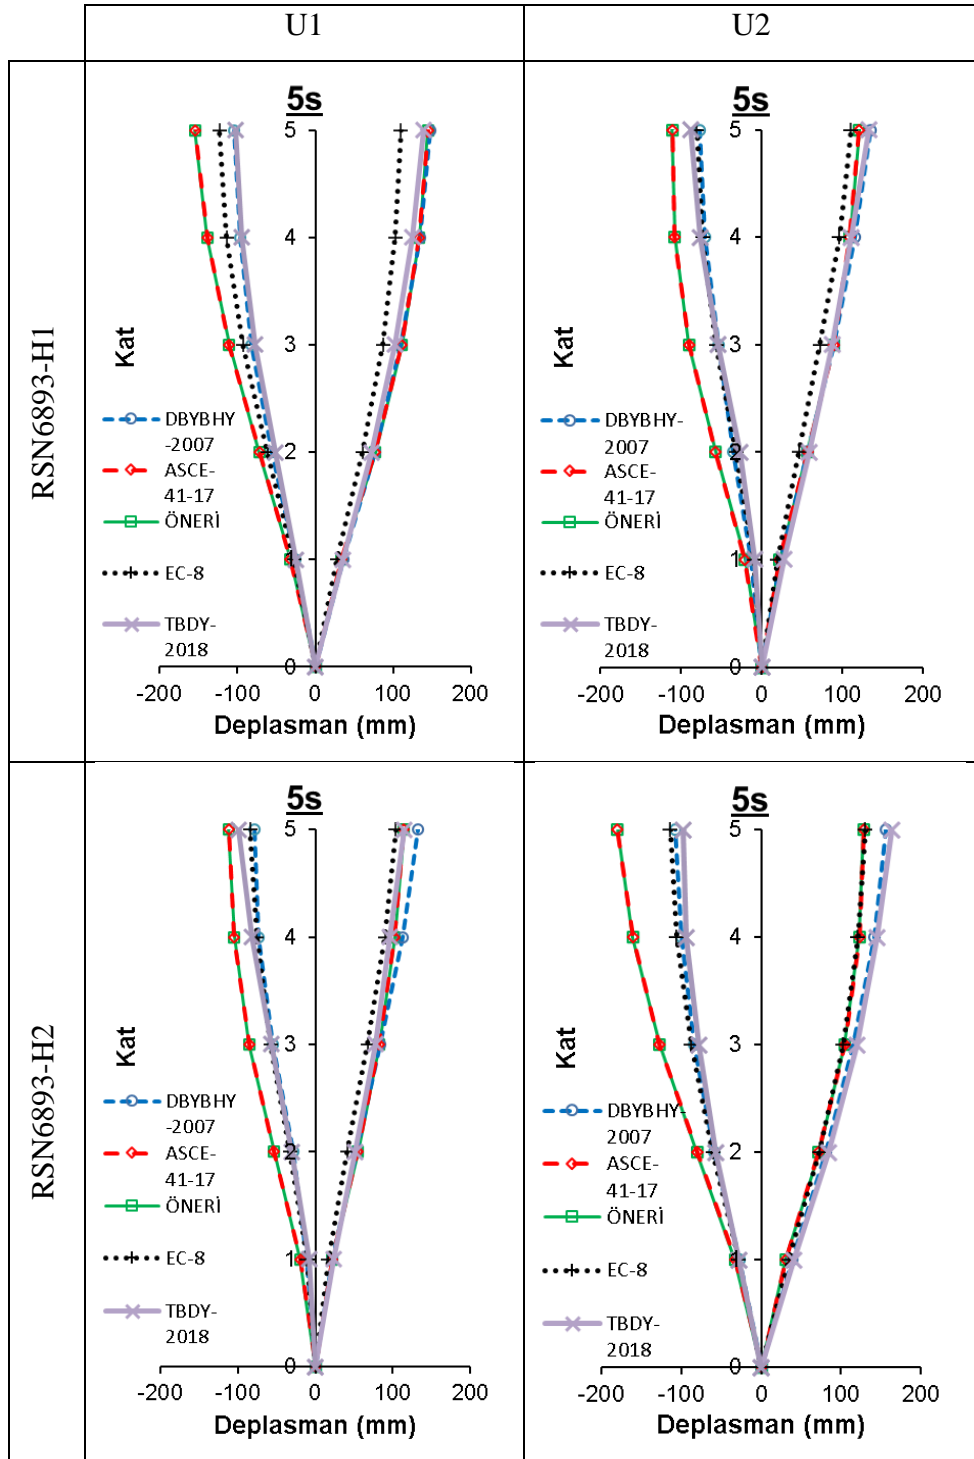 U1
U2
RSN6893-H1
5s
Kat
5
4
3
2
1
0
DBYBHY
-2007
ASCE-
41-17
ÖNERİ
EC-8
TBDY-
2018
-200 -100 0 100 200
Deplasman (mm)
5s
Kat
5
4
3
2
1
0
DBYBHY-
2007
ASCE-
41-17
ÖNERİ
EC-8
TBDY-
2018
-200 -100 0 100 200
Deplasman (mm)
RSN6893-H2
5s
Kat
5
4
3
2
1
0
DBYBHY
-2007
ASCE-
41-17
ÖNERİ
EC-8
TBDY-
2018
-200 -100 0 100 200
Deplasman (mm)
5s
Kat
5
4
3
2
1
0
DBYBHY-
2007
ASCE-
41-17
ÖNERİ
EC-8
TBDY-
2018
-200 -100 0 100 200
Deplasman (mm)